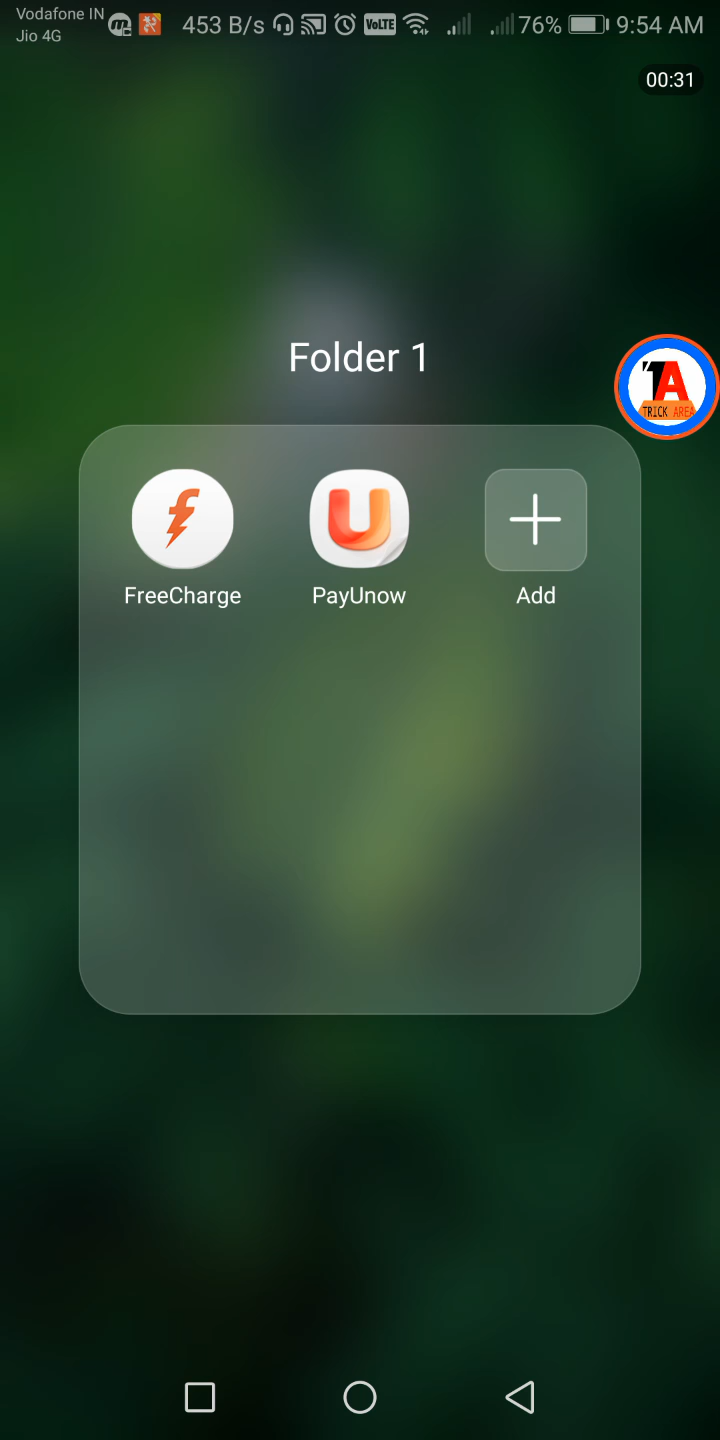 Vodafone IN
Jio 4G
453 B/s
VoLTE
76%
9:54 AM
00:31
Folder 1
TA
TRICK AREA
FreeCharge
PayUnow
Add